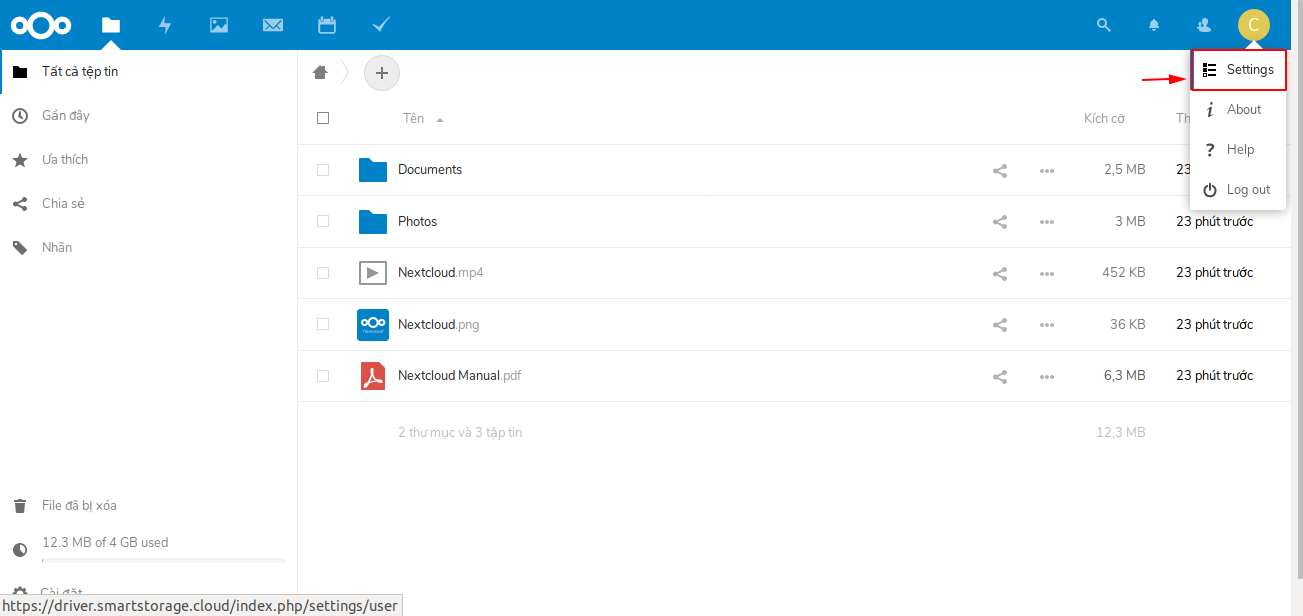 C
Tất cả tệp tin
Gần đây
Ưa thích
Chia sẻ
Nhãn
Settings
About
Help
Log out
Tên Kích cỡ Th
Documents 2,5 MB 23
Photos 3 MB 23 phút trước
Nextcloud.mp4 452 KB 23 phút trước
Nextcloud.png 36 KB 23 phút trước
Nextcloud Manual.pdf 6,3 MB 23 phút trước
2 thư mục và 3 tập tin 12,3 MB
File đã bị xóa
12.3 MB of 4 GB used
Cài đặt
https://driver.smartstorage.cloud/index.php/settings/user